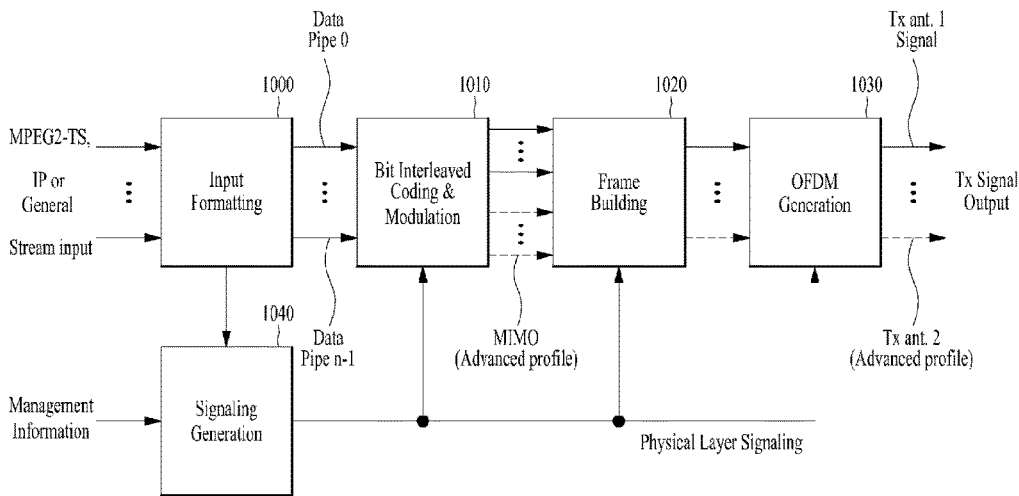 Data
Pipe 0
Tx ant. 1
Signal
1000
1010
1020
1030
MPEG2-TS,
IP or
General
Stream input
Input
Formatting
Bit Interleaved
Coding &
Modulation
Frame
Building
OFDM
Generation
Tx Signal
Output
1040
Data
Pipe n-1
MIMO
(Advanced profile)
Tx ant. 2
(Advanced profile)
Management
Information
Signaling
Generation
Physical Layer Signaling